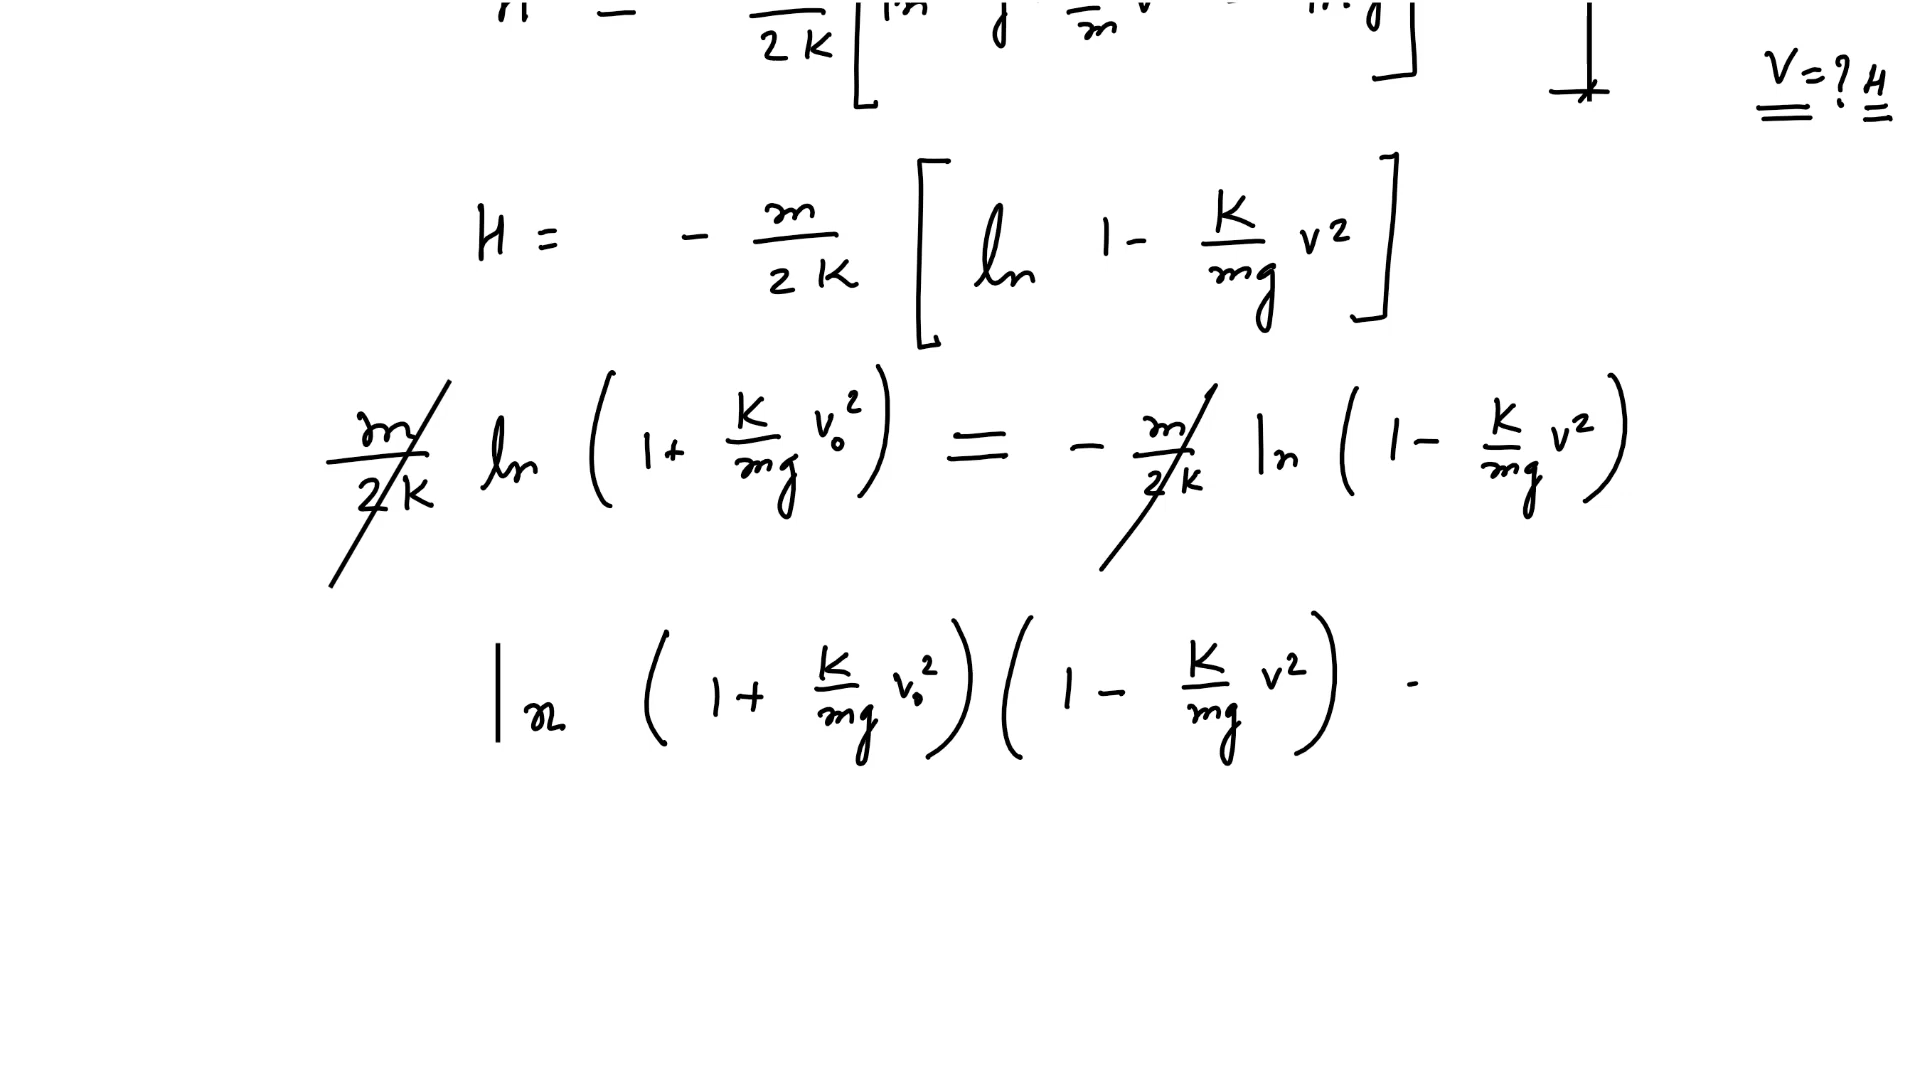 2K
V = ? H
H = - m/2K [ ln 1 - K/mg v²]
m/2K ln (1 + K/mg v₀²) = - m/2K ln (1 - K/mg v²)
ln (1 + K/mg v₀²)(1 - K/mg v²) -